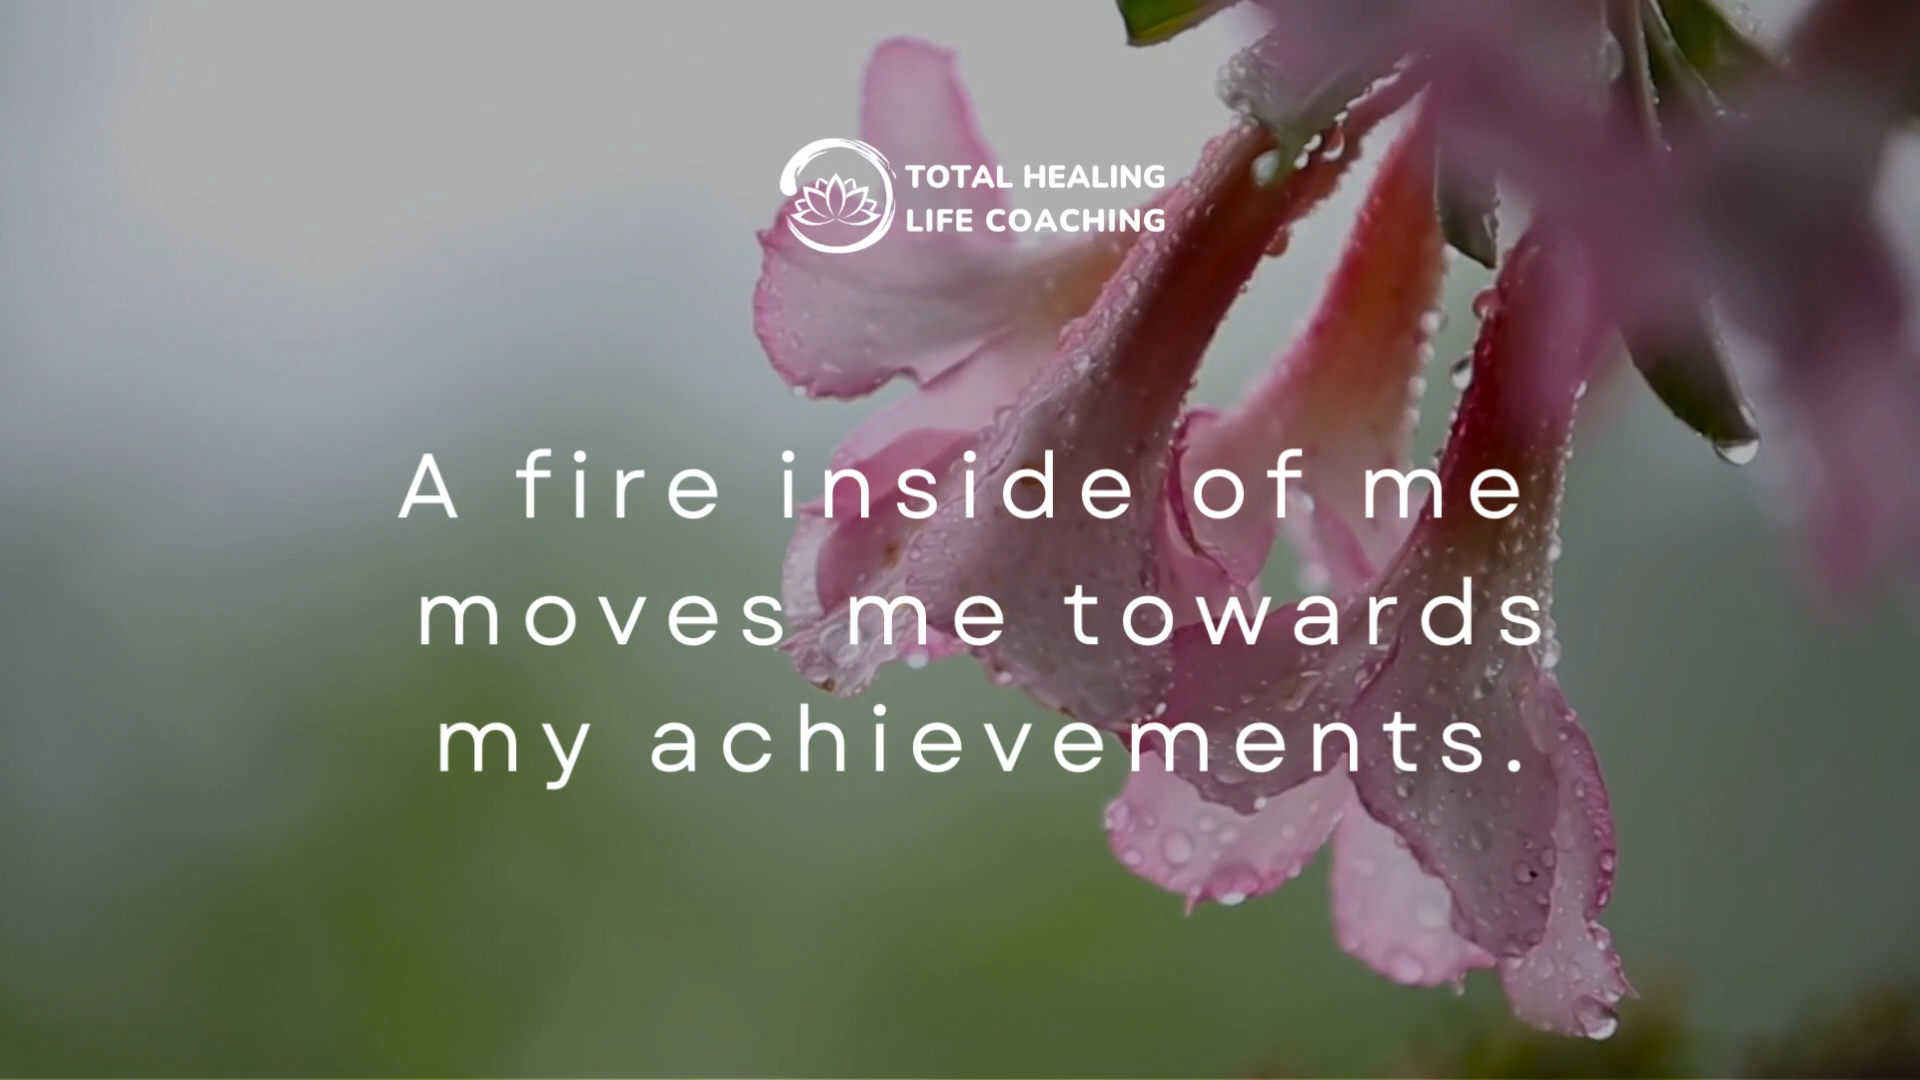 TOTAL HEALING
LIFE COACHING
A fire inside of me
moves me towards
my achievements.